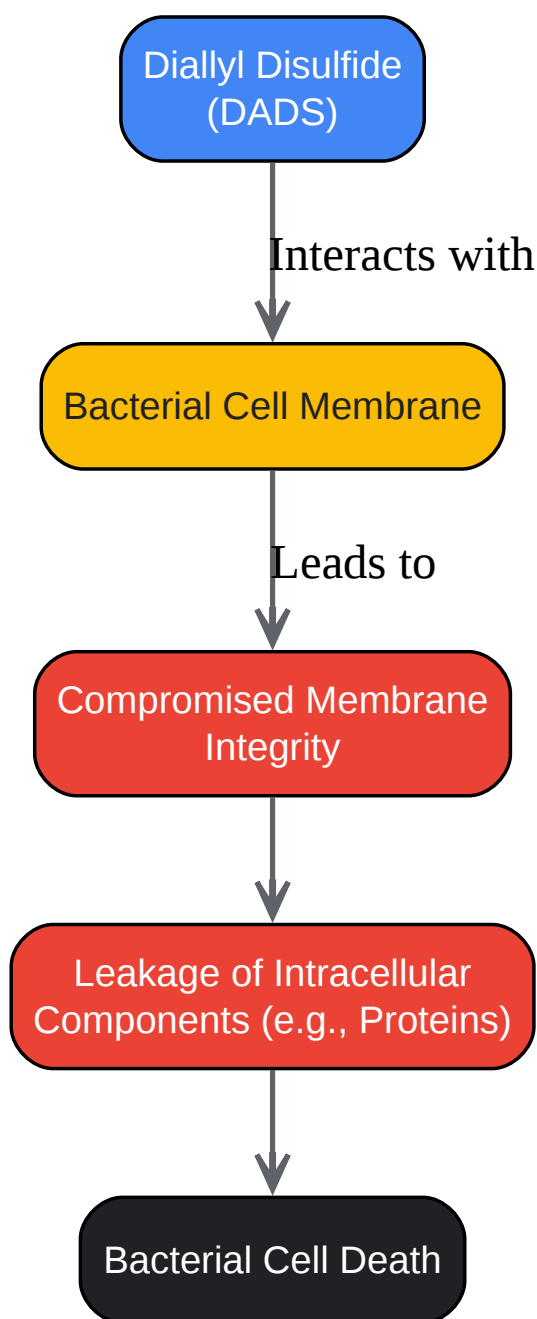 Diallyl Disulfide
(DADS)
Interacts with
Bacterial Cell Membrane
Leads to
Compromised Membrane
Integrity
Leakage of Intracellular
Components (e.g., Proteins)
Bacterial Cell Death